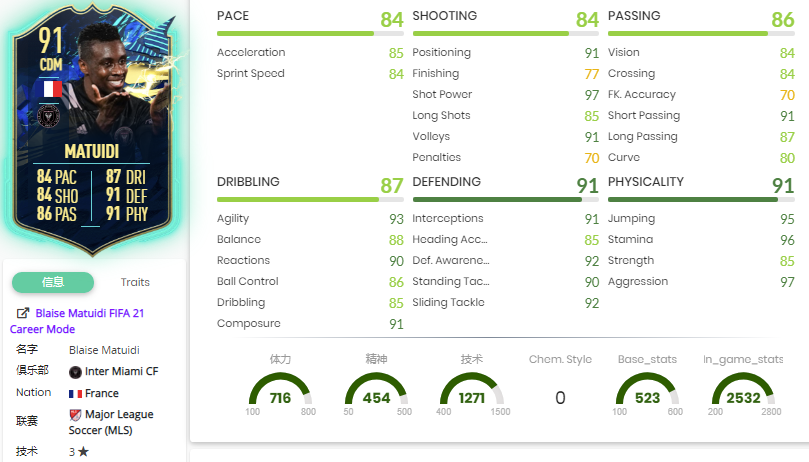 91
CDM
MATUIDI
84 PAC 87 DRI
84 SHO 91 DEF
86 PAS 91 PHY
信息 Traits
Blaise Matuidi FIFA 21
Career Mode
名字 Blaise Matuidi
俱乐部 Inter Miami CF
Nation France
联赛 Major League
Soccer (MLS)
技术 3 ★
PACE 84
Acceleration 85
Sprint Speed 84
SHOOTING 84
Positioning 91
Finishing 77
Shot Power 97
Long Shots 85
Volleys 91
Penalties 70
PASSING 86
Vision 84
Crossing 84
FK. Accuracy 70
Short Passing 91
Long Passing 87
Curve 80
DRIBBLING 87
Agility 93
Balance 88
Reactions 90
Ball Control 86
Dribbling 85
Composure 91
DEFENDING 91
Interceptions 91
Heading Acc... 85
Def. Awarene... 92
Standing Tac... 90
Sliding Tackle 92
PHYSICALITY 91
Jumping 95
Stamina 96
Strength 85
Aggression 97
体力 精神 技术 Chem. Style Base_stats In_game_stats
716 454 1271 0 523 2532
100 800 50 500 400 1500 100 600 200 2800